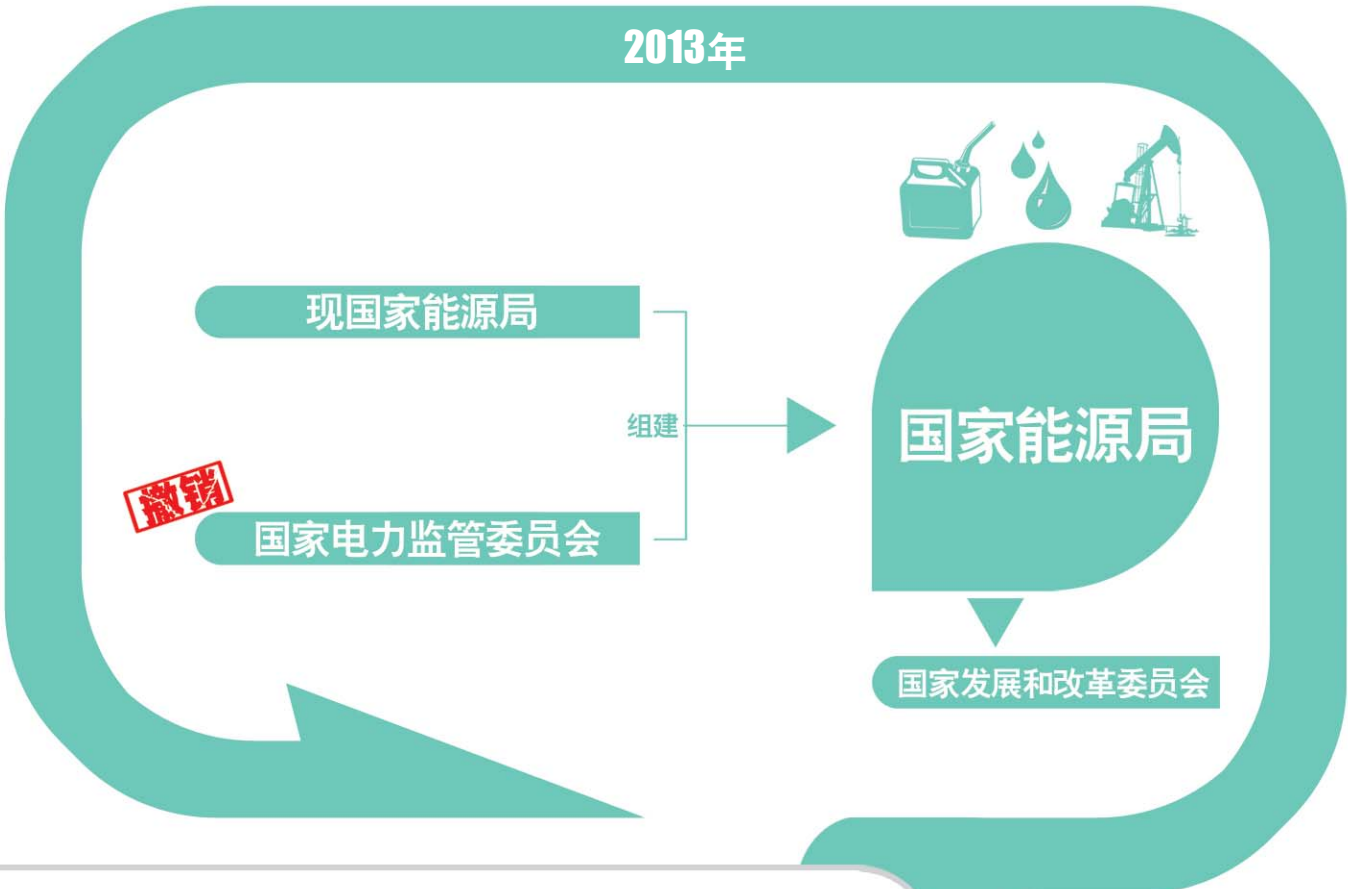 2013年
现国家能源局
组建
国家能源局
撤销
国家电力监管委员会
国家发展和改革委员会